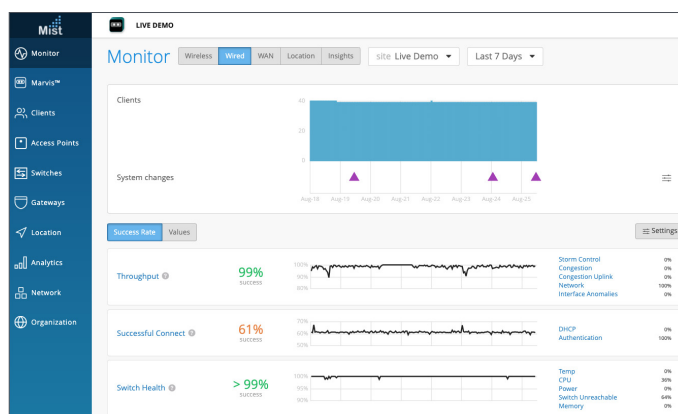 Mist
LIVE DEMO
Monitor
Marvis™
Clients
Access Points
Switches
Gateways
Location
Analytics
Network
Organization
Monitor
Wireless Wired WAN Location Insights
site Live Demo
Last 7 Days
Clients
40
20
0
System changes
Aug-18 Aug-19 Aug-20 Aug-21 Aug-22 Aug-23 Aug-24 Aug-25
Success Rate Values
Settings
Throughput
99%
success
100%
90%
80%
Storm Control 0%
Congestion 0%
Congestion Uplink 0%
Network 100%
Interface Anomalies 0%
Successful Connect
61%
success
70%
60%
50%
DHCP 0%
Authentication 100%
Switch Health
> 99%
success
100%
95%
90%
Temp 0%
CPU 36%
Power 0%
Switch Unreachable 64%
Memory 0%